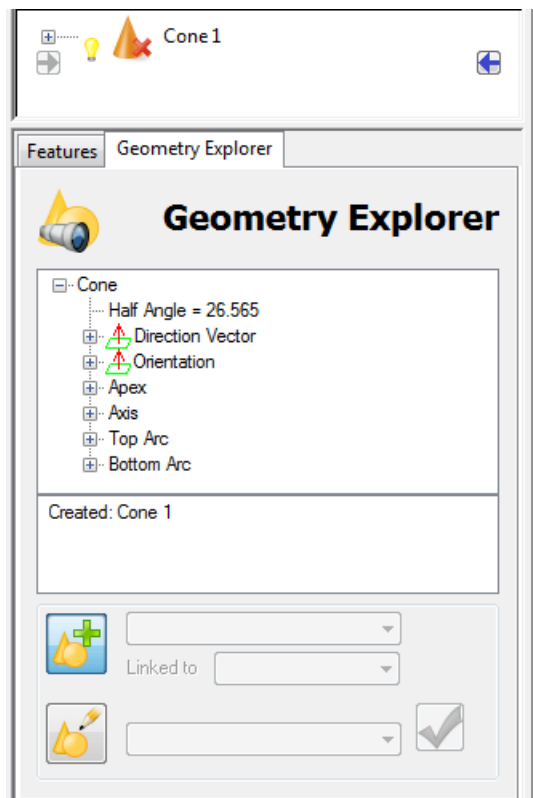 Cone 1
Features
Geometry Explorer
Geometry Explorer
Cone
Half Angle = 26.565
Direction Vector
Orientation
Apex
Axis
Top Arc
Bottom Arc
Created: Cone 1
Linked to